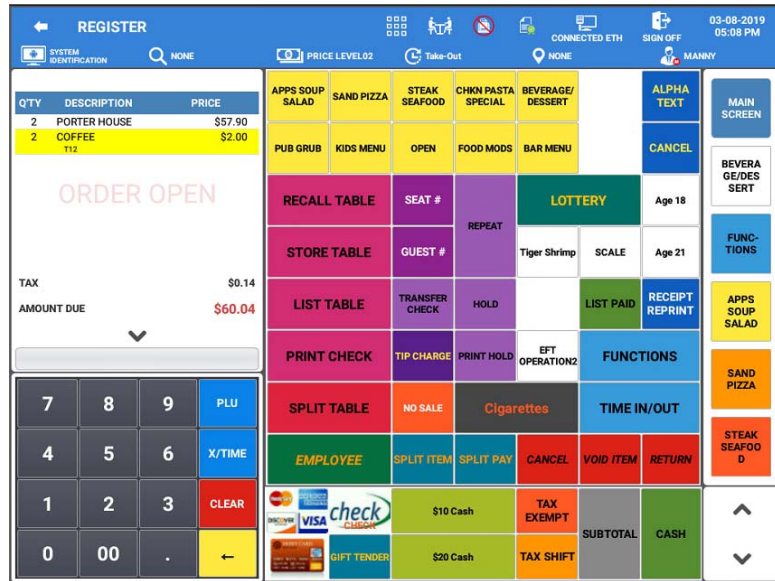 REGISTER
CONNECTED ETH
SIGN OFF
03-08-2019
05:08 PM
SYSTEM
IDENTIFICATION
NONE
PRICE LEVEL02
Take-Out
NONE
MANNY
Q'TY DESCRIPTION PRICE
2 PORTER HOUSE $57.90
2 COFFEE $2.00
T12
ORDER OPEN
TAX $0.14
AMOUNT DUE $60.04
7 8 9 PLU
4 5 6 X/TIME
1 2 3 CLEAR
0 00 . ←
APPS SOUP
SALAD
SAND PIZZA
STEAK
SEAFOOD
CHKN PASTA
SPECIAL
BEVERAGE/
DESSERT
ALPHA
TEXT
PUB GRUB
KIDS MENU
OPEN
FOOD MODS
BAR MENU
CANCEL
RECALL TABLE
SEAT #
REPEAT
LOTTERY
Age 18
STORE TABLE
GUEST #
Tiger Shrimp
SCALE
Age 21
LIST TABLE
TRANSFER
CHECK
HOLD
LIST PAID
RECEIPT
REPRINT
PRINT CHECK
TIP CHARGE
PRINT HOLD
EFT
OPERATION2
FUNCTIONS
SPLIT TABLE
NO SALE
Cigarettes
TIME IN/OUT
EMPLOYEE
SPLIT ITEM
SPLIT PAY
CANCEL
VOID ITEM
RETURN
DISCOVER
VISA
check
CHECK
$10 Cash
TAX
EXEMPT
SUBTOTAL
CASH
GIFT TENDER
$20 Cash
TAX SHIFT
MAIN
SCREEN
BEVERA
GE/DES
SERT
FUNC-
TIONS
APPS
SOUP
SALAD
SAND
PIZZA
STEAK
SEAFOO
D